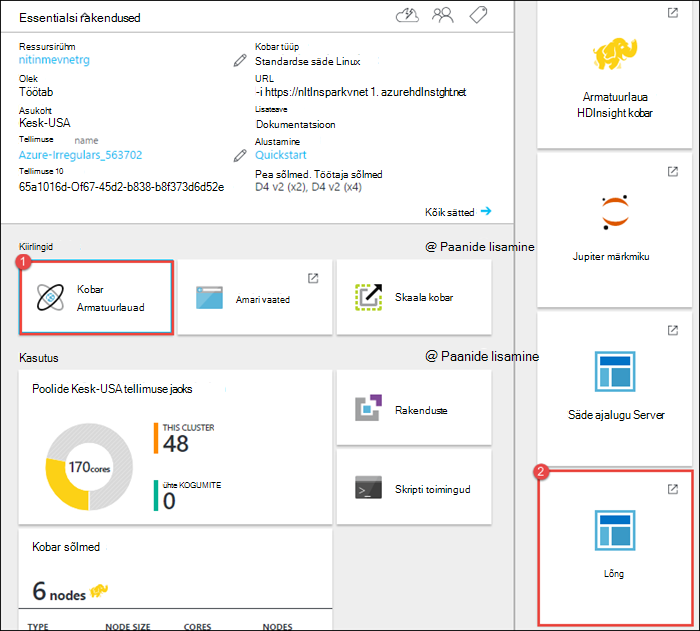 Essentialsi rakendused
Ressursirühm
nitinmevnetrg
Olek
Töötab
Asukoht
Kesk-USA
Tellimuse name
Azure-Irregulars_563702
Tellimuse 10
65a1016d-Of67-45d2-b838-b8f373d6d52e
Kobar tüüp
Standardse säde Linux
URL
-i https://nltlnsparkvnet 1. azurehdlnstght.net
Lisateave
Dokumentatsioon
Alustamine
Quickstart
Pea sõlmed. Töötaja sõlmed
D4 v2 (x2), D4 v2 (x4)
Kõik sätted
Kiirlingid
@ Paanide lisamine
1
Kobar
Armatuurlauad
Amari vaated
Skaala kobar
Kasutus
@ Paanide lisamine
Poolide Kesk-USA tellimuse jaoks
170cores
THIS CLUSTER
48
ühte KOGUMITE
0
Rakenduste
Skripti toimingud
Kobar sõlmed
6 nodes
TYPE NODE SIZE CORES NODES
Armatuurlaua
HDInsight kobar
Jupiter märkmiku
Säde ajalugu Server
2
Lõng